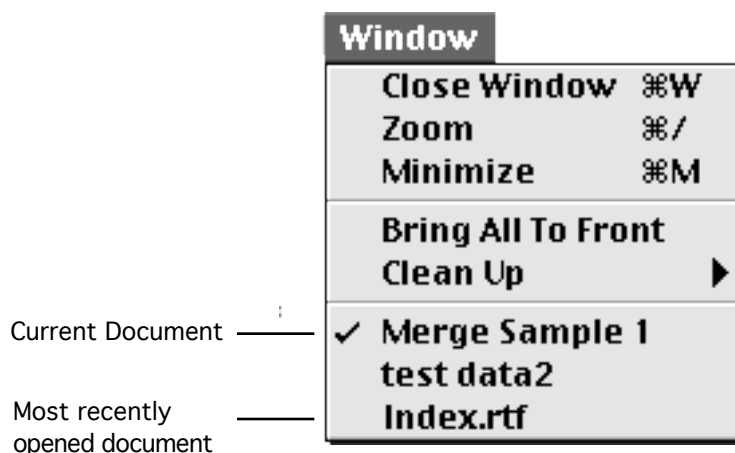 Window
Close Window ⌘W
Zoom ⌘/
Minimize ⌘M
Bring All To Front
Clean Up ▶
Current Document
✓ Merge Sample 1
test data2
Most recently
opened document
Index.rtf